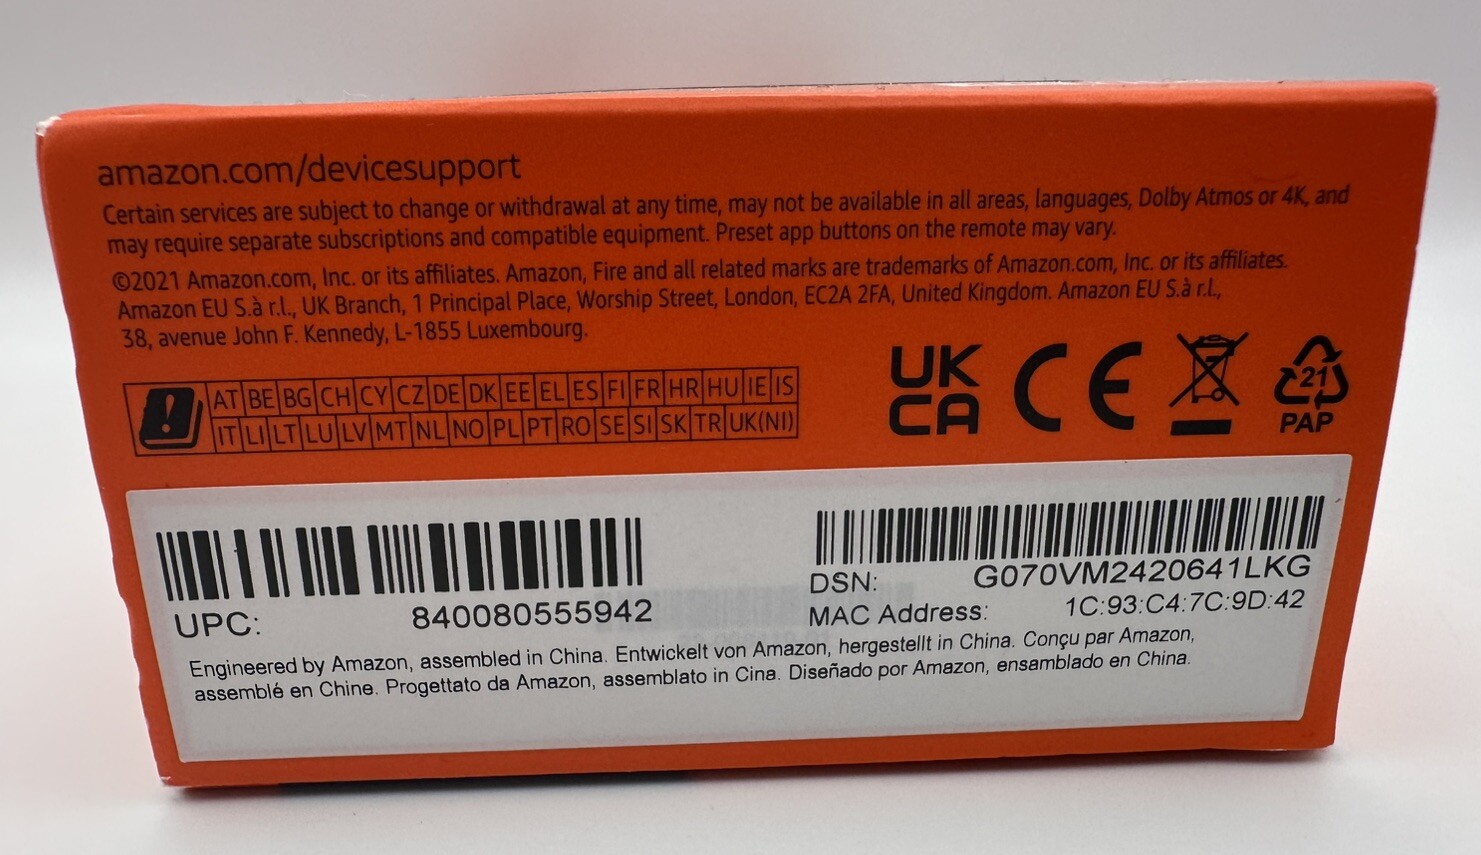 amazon.com/devicesupport
Certain services are subject to change or withdrawal at any time, may not be available in all areas, languages, Dolby Atmos or 4K, and
may require separate subscriptions and compatible equipment. Preset app buttons on the remote may vary.
©2021 Amazon.com, Inc. or its affiliates. Amazon, Fire and all related marks are trademarks of Amazon.com, Inc. or its affiliates.
Amazon EU S.à r.l., UK Branch, 1 Principal Place, Worship Street, London, EC2A 2FA, United Kingdom. Amazon EU S.à r.l.,
38, avenue John F. Kennedy, L-1855 Luxembourg.
AT BE BG CH CY CZ DE DK EE EL ES FI FR HR HU IE IS
IT LI LT LU LV MT NL NO PL PT RO SE SI SK TR UK(NI)
UK
CA
CE
21
PAP
UPC: 840080555942
DSN: G070VM2420641LKG
MAC Address: 1C:93:C4:7C:9D:42
Engineered by Amazon, assembled in China. Entwickelt von Amazon, hergestellt in China. Conçu par Amazon,
assemblé en Chine. Progettato da Amazon, assemblato in Cina. Diseñado por Amazon, ensamblado en China.